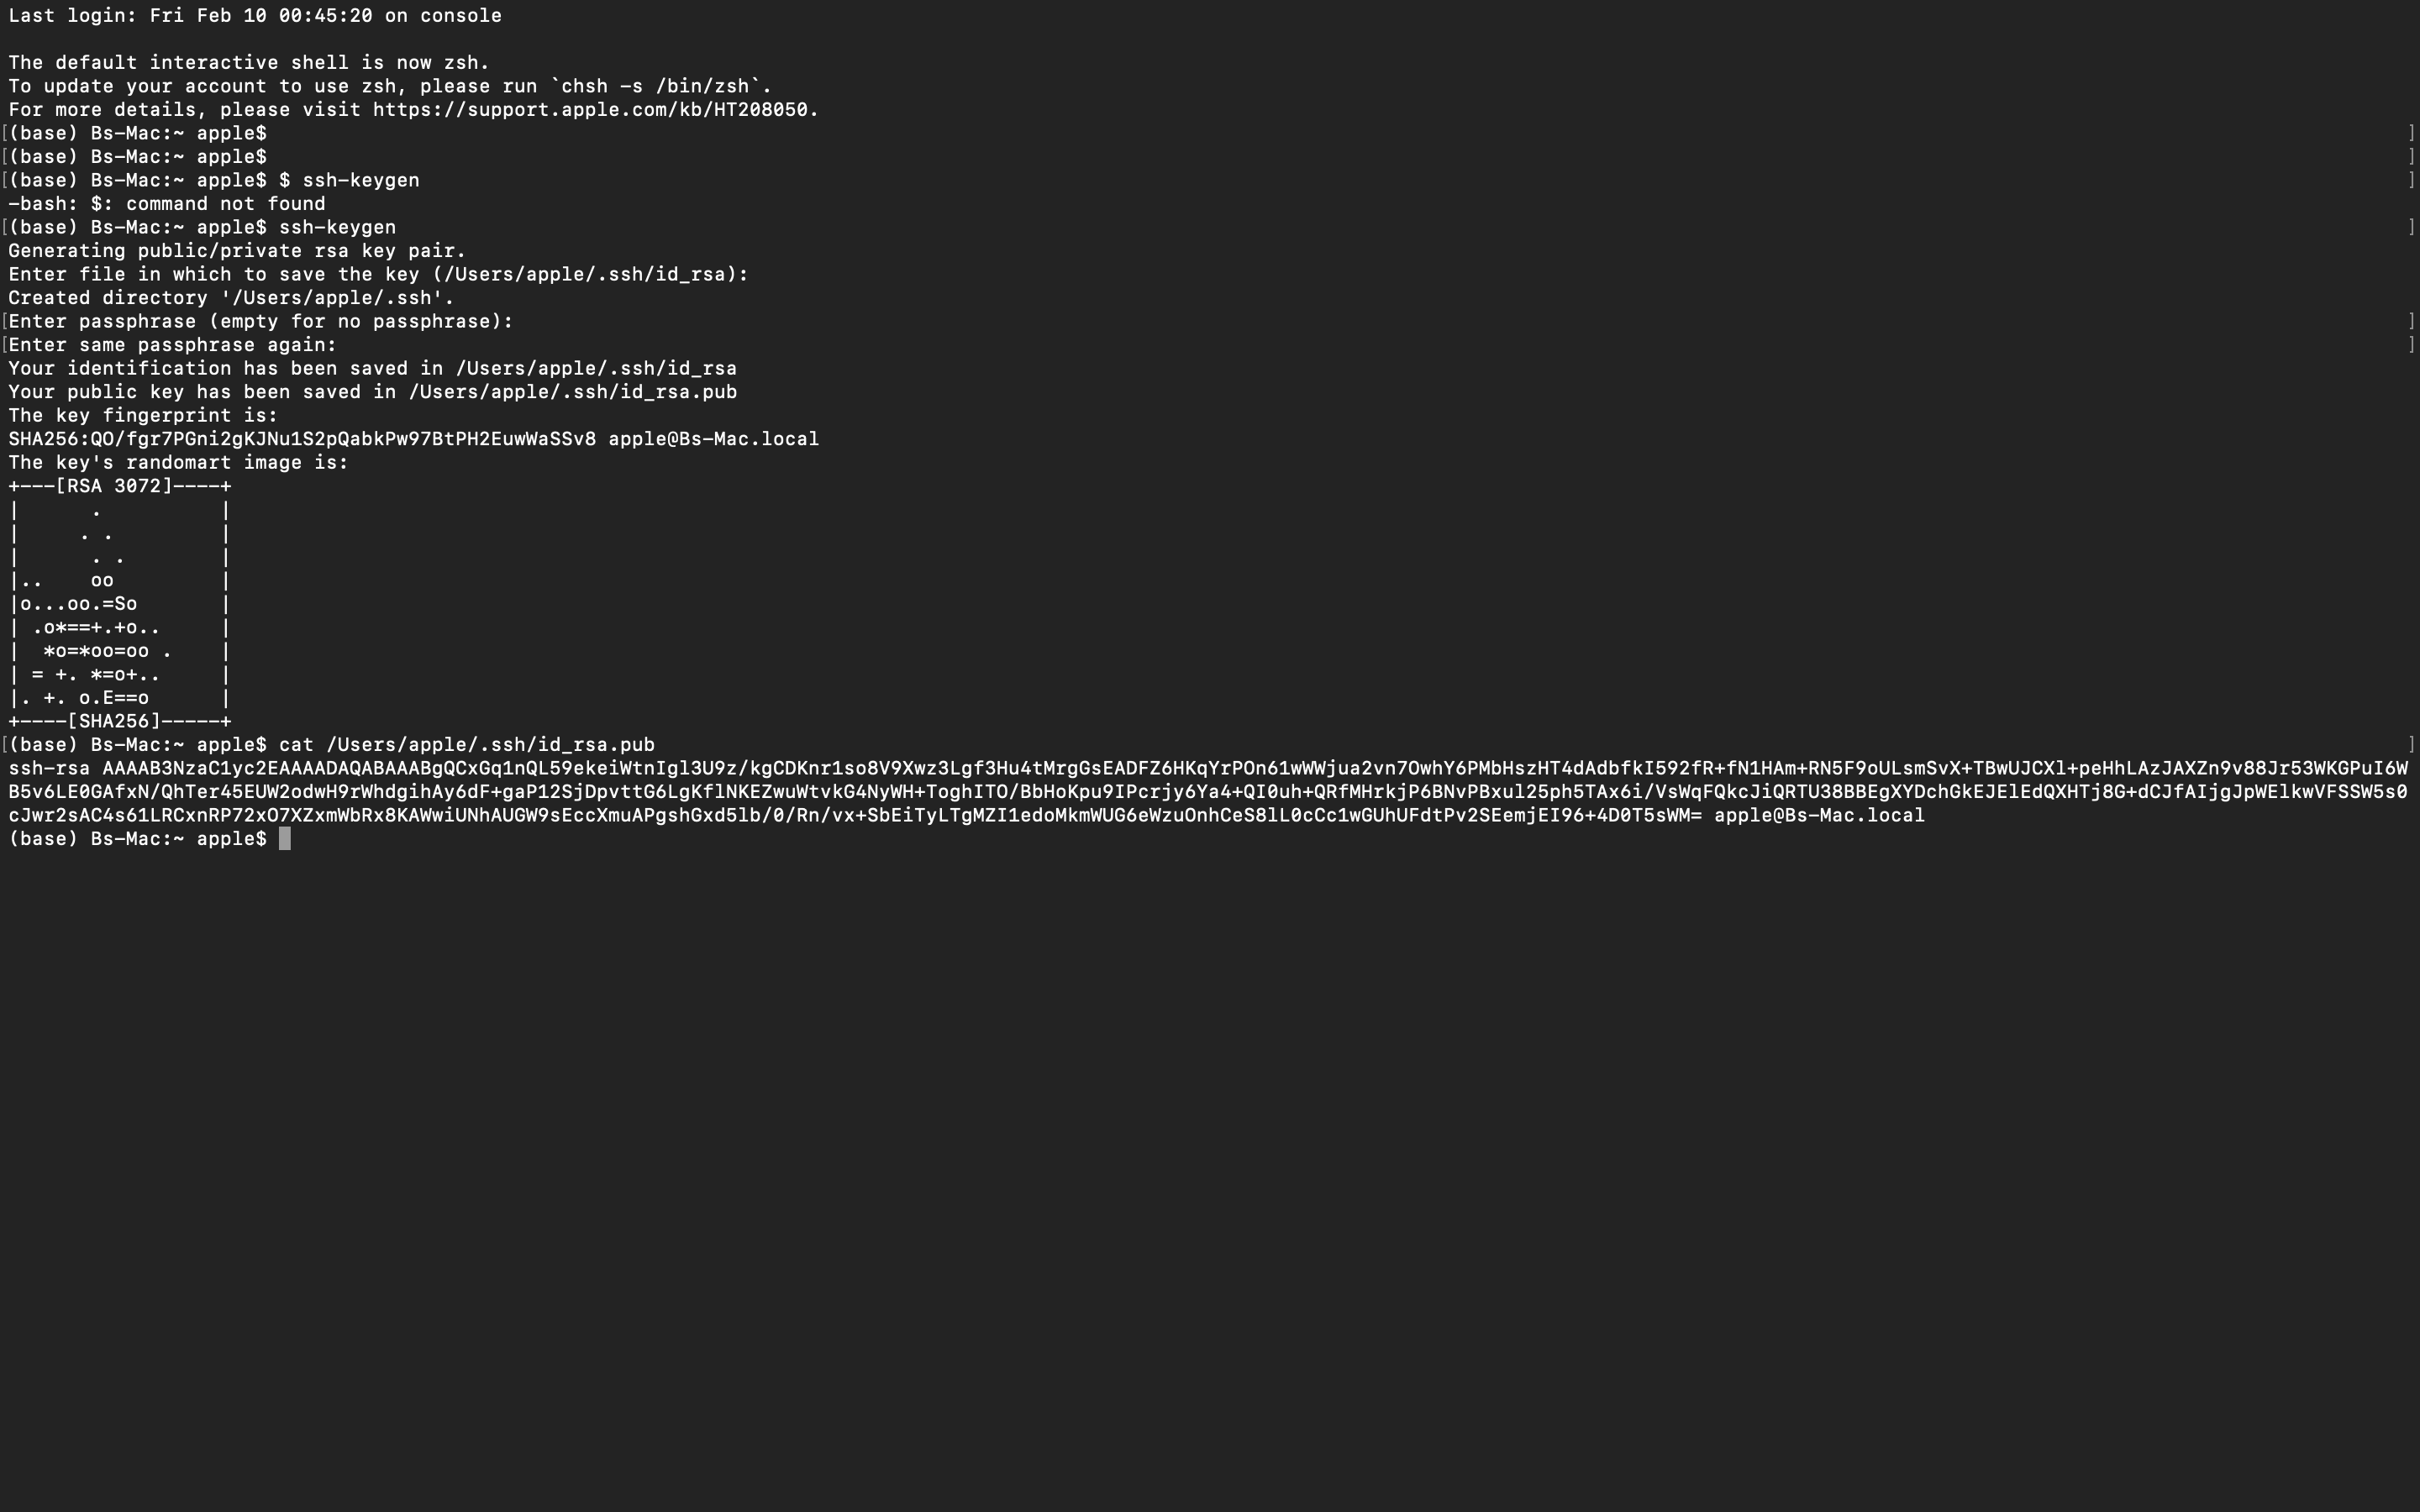 Last login: Fri Feb 10 00:45:20 on console

The default interactive shell is now zsh.
To update your account to use zsh, please run `chsh -s /bin/zsh`.
For more details, please visit https://support.apple.com/kb/HT208050.
[(base) Bs-Mac:~ apple$ ]
[(base) Bs-Mac:~ apple$ ]
[(base) Bs-Mac:~ apple$ $ ssh-keygen ]
-bash: $: command not found
[(base) Bs-Mac:~ apple$ ssh-keygen ]
Generating public/private rsa key pair.
Enter file in which to save the key (/Users/apple/.ssh/id_rsa):
Created directory '/Users/apple/.ssh'.
[Enter passphrase (empty for no passphrase): ]
[Enter same passphrase again: ]
Your identification has been saved in /Users/apple/.ssh/id_rsa
Your public key has been saved in /Users/apple/.ssh/id_rsa.pub
The key fingerprint is:
SHA256:QO/fgr7PGni2gKJNu1S2pQabkPw97BtPH2EuwWaSSv8 apple@Bs-Mac.local
The key's randomart image is:
+---[RSA 3072]----+
|      .          |
|     . .         |
|      . .        |
|..    oo         |
|o...oo.=So       |
| .o*==+.+o..     |
|  *o=*oo=oo .    |
| = +. *=o+..     |
|. +. o.E==o      |
+----[SHA256]-----+
[(base) Bs-Mac:~ apple$ cat /Users/apple/.ssh/id_rsa.pub ]
ssh-rsa AAAAB3NzaC1yc2EAAAADAQABAAABgQCxGq1nQL59ekeiWtnIgl3U9z/kgCDKnr1so8V9Xwz3Lgf3Hu4tMrgGsEADFZ6HKqYrPOn61wWWjua2vn7OwhY6PMbHszHT4dAdbfkI592fR+fN1HAm+RN5F9oULsmSvX+TBwUJCXl+peHhLAzJAXZn9v88Jr53WKGPuI6W
B5v6LE0GAfxN/QhTer45EUW2odwH9rWhdgihAy6dF+gaP12SjDpvttG6LgKflNKEZwuWtvkG4NyWH+ToghITO/BbHoKpu9IPcrjy6Ya4+QI0uh+QRfMHrkjP6BNvPBxul25ph5TAx6i/VsWqFQkcJiQRTU38BBEgXYDchGkEJElEdQXHTj8G+dCJfAIjgJpWElkwVFSSW5s0
cJwr2sAC4s61LRCxnRP72xO7XZxmWbRx8KAWwiUNhAUGW9sEccXmuAPgshGxd5lb/0/Rn/vx+SbEiTyLTgMZI1edoMkmWUG6eWzuOnhCeS8lL0cCc1wGUhUFdtPv2SEemjEI96+4D0T5sWM= apple@Bs-Mac.local
(base) Bs-Mac:~ apple$